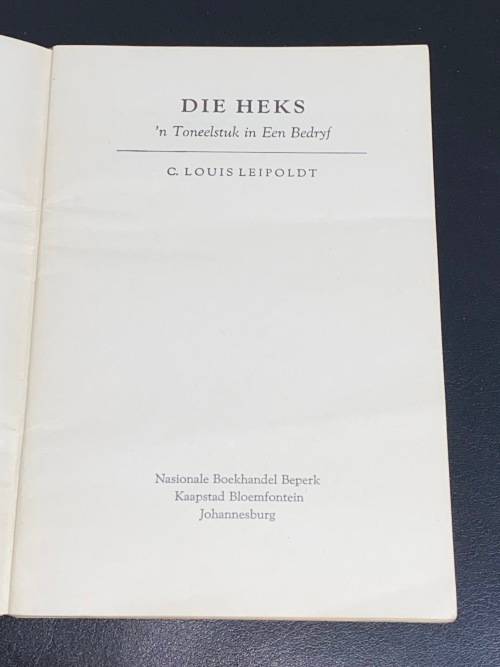 DIE HEKS
'n Toneelstuk in Een Bedryf
C. LOUIS LEIPOLDT
Nasionale Boekhandel Beperk
Kaapstad Bloemfontein
Johannesburg